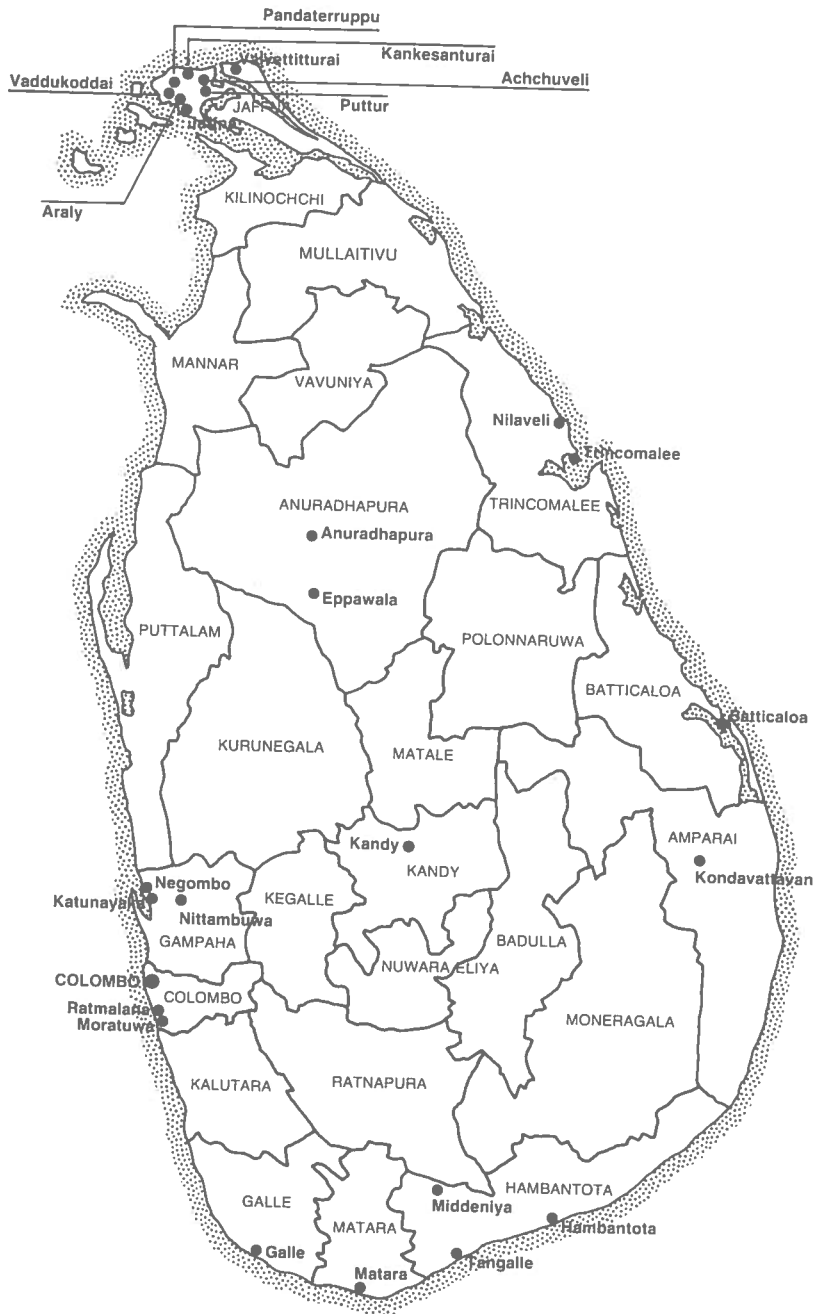 Pandaterruppu
Kankesanturai
Valvettitturai
Achchuveli
Vaddukoddai
Puttur
JAFFNA
Jaffna
Araly
KILINOCHCHI
MULLAITIVU
MANNAR
VAVUNIYA
Nilaveli
Trincomalee
ANURADHAPURA
TRINCOMALEE
Anuradhapura
Eppawala
PUTTALAM
POLONNARUWA
BATTICALOA
Batticaloa
KURUNEGALA
MATALE
AMPARAI
Kandy
KANDY
Kondavattavan
Negombo
KEGALLE
Katunayaka
Nittambuwa
GAMPAHA
BADULLA
NUWARA ELIYA
COLOMBO
COLOMBO
Ratmalana
Moratuwa
MONERAGALA
KALUTARA
RATNAPURA
HAMBANTOTA
GALLE
Middeniya
MATARA
Hambantota
Galle
Tangalle
Matara